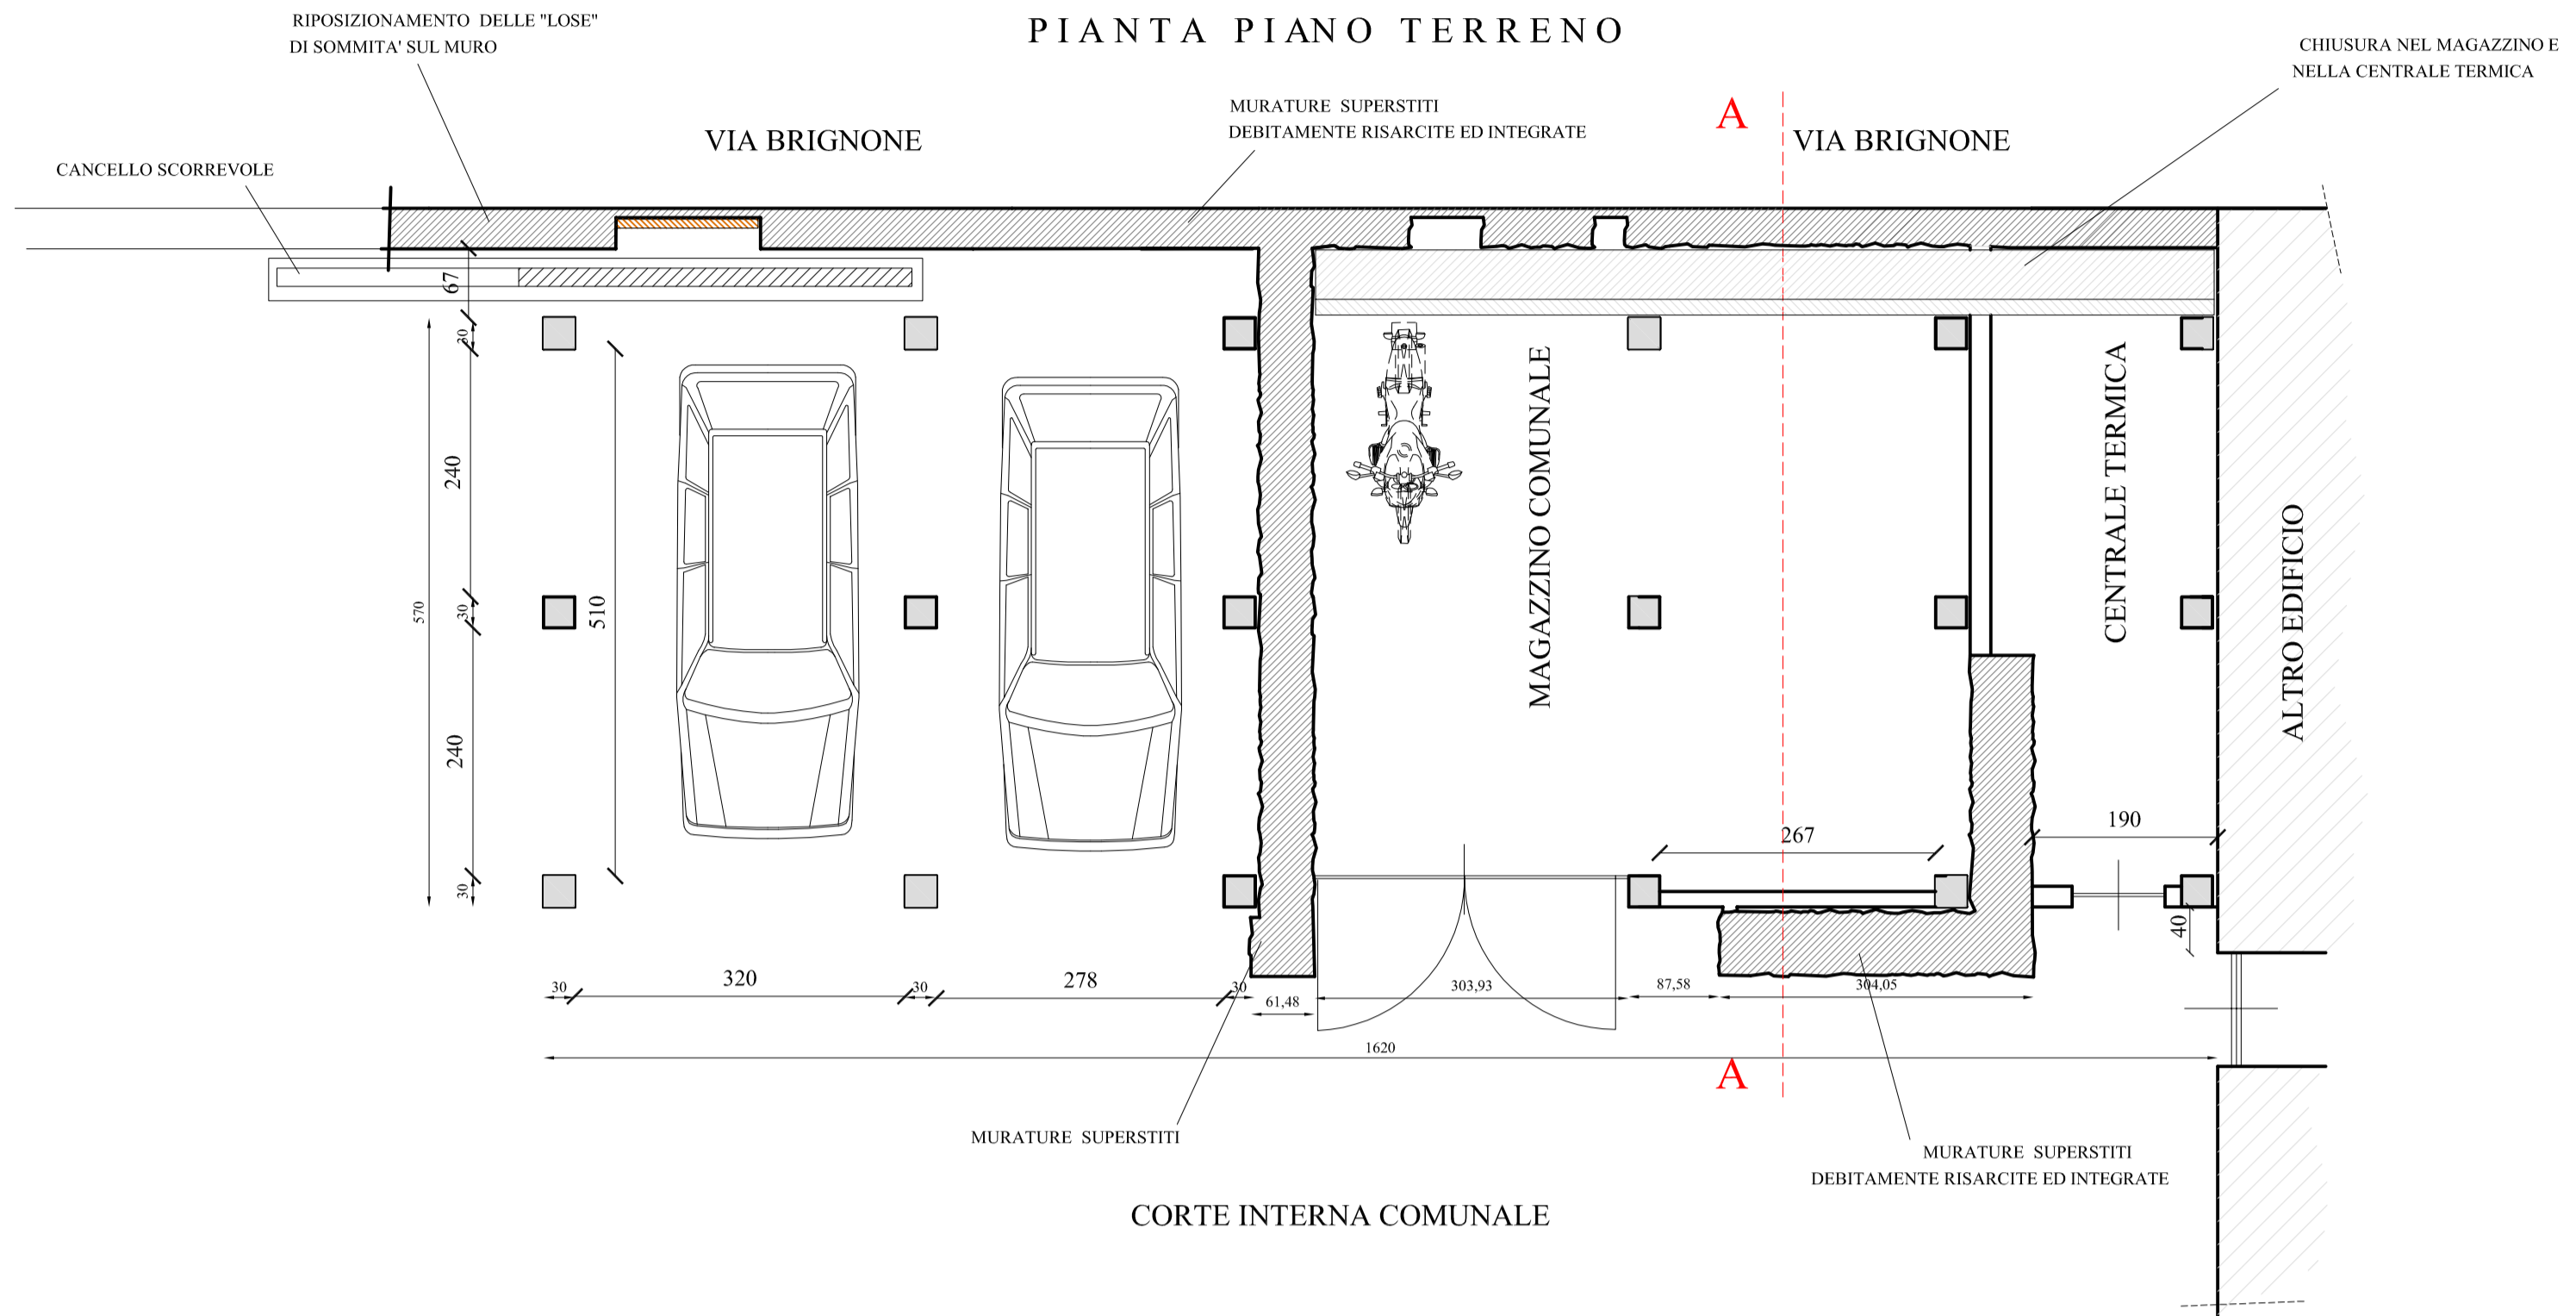 PIANTA PIANO TERRENO
RIPOSIZIONAMENTO DELLE "LOSE"
DI SOMMITA' SUL MURO
CHIUSURA NEL MAGAZZINO E
NELLA CENTRALE TERMICA
MURATURE SUPERSTITI
DEBITAMENTE RISARCITE ED INTEGRATE
A
VIA BRIGNONE
VIA BRIGNONE
CANCELLO SCORREVOLE
67
30
240
30
240
30
570
510
MAGAZZINO COMUNALE
CENTRALE TERMICA
ALTRO EDIFICIO
267
190
40
30
320
30
278
30
61,48
303,93
87,58
304,05
1620
A
MURATURE SUPERSTITI
MURATURE SUPERSTITI
DEBITAMENTE RISARCITE ED INTEGRATE
CORTE INTERNA COMUNALE